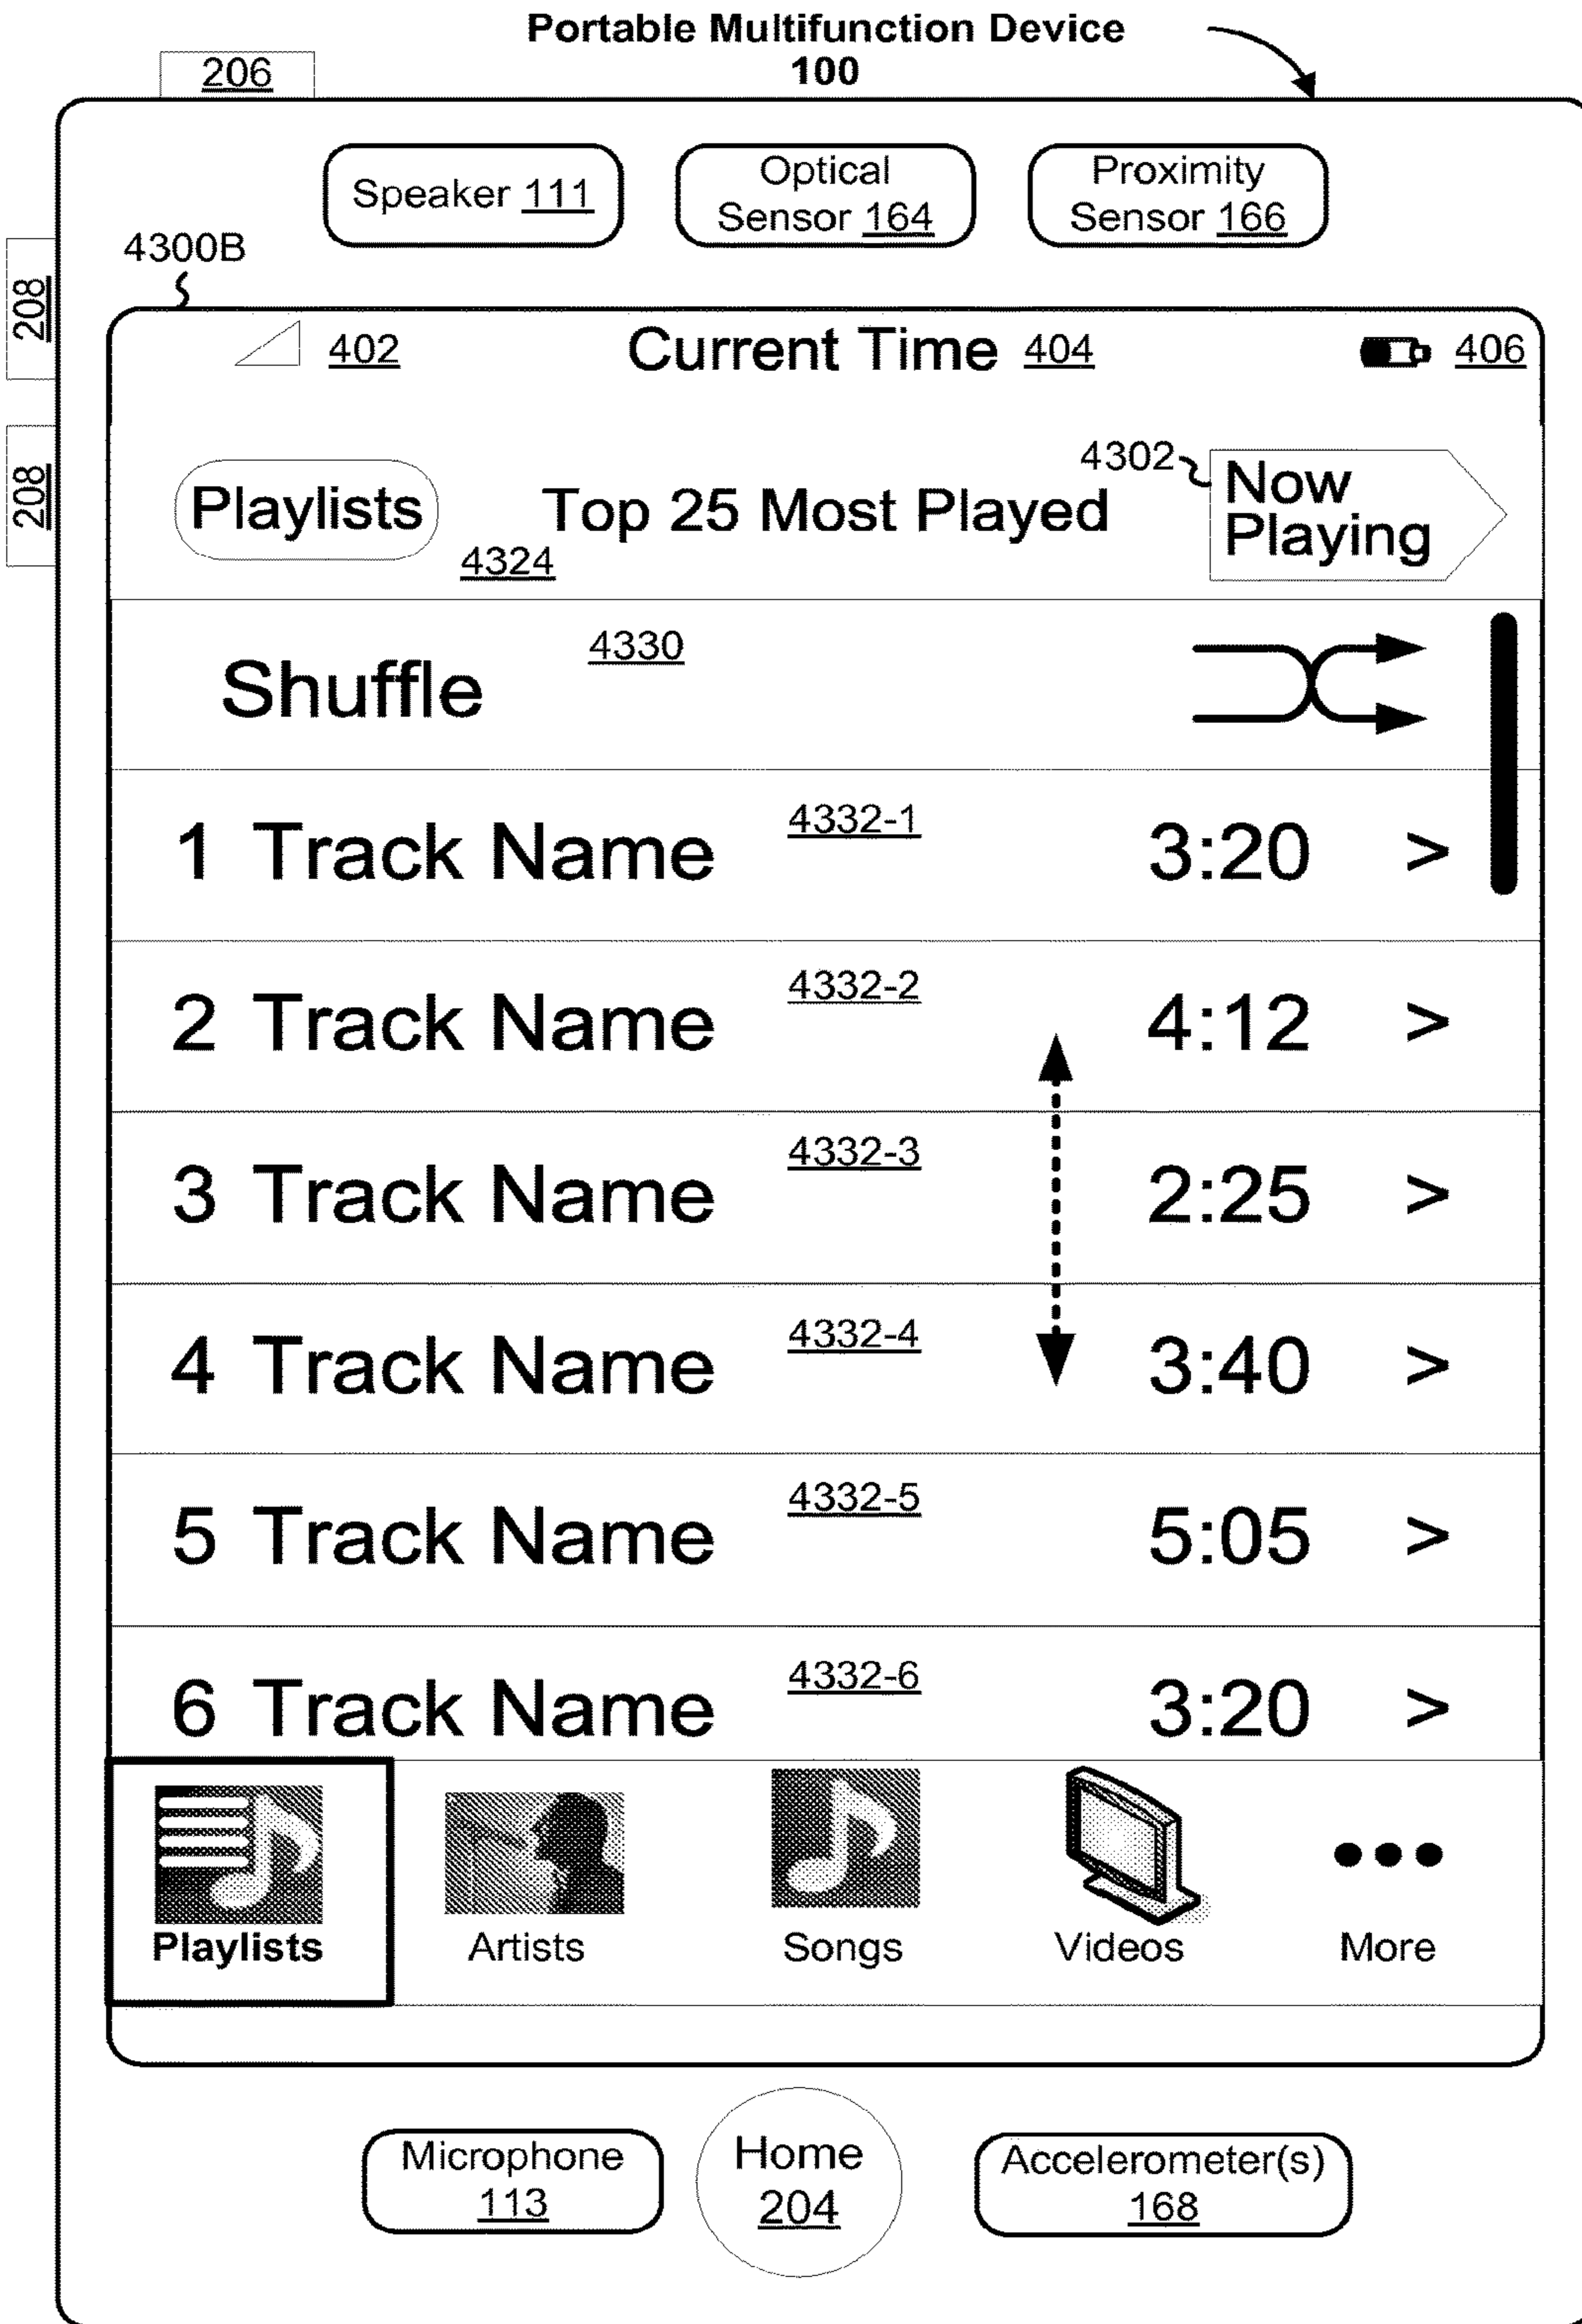 Portable Multifunction Device
100
206
Speaker 111
Optical
Sensor 164
Proximity
Sensor 166
4300B
208
208
402
Current Time 404
406
Playlists
4324
Top 25 Most Played
4302
Now
Playing
Shuffle
4330
1 Track Name 4332-1 3:20 >
2 Track Name 4332-2 4:12 >
3 Track Name 4332-3 2:25 >
4 Track Name 4332-4 3:40 >
5 Track Name 4332-5 5:05 >
6 Track Name 4332-6 3:20 >
Playlists
Artists
Songs
Videos
More
Microphone
113
Home
204
Accelerometer(s)
168